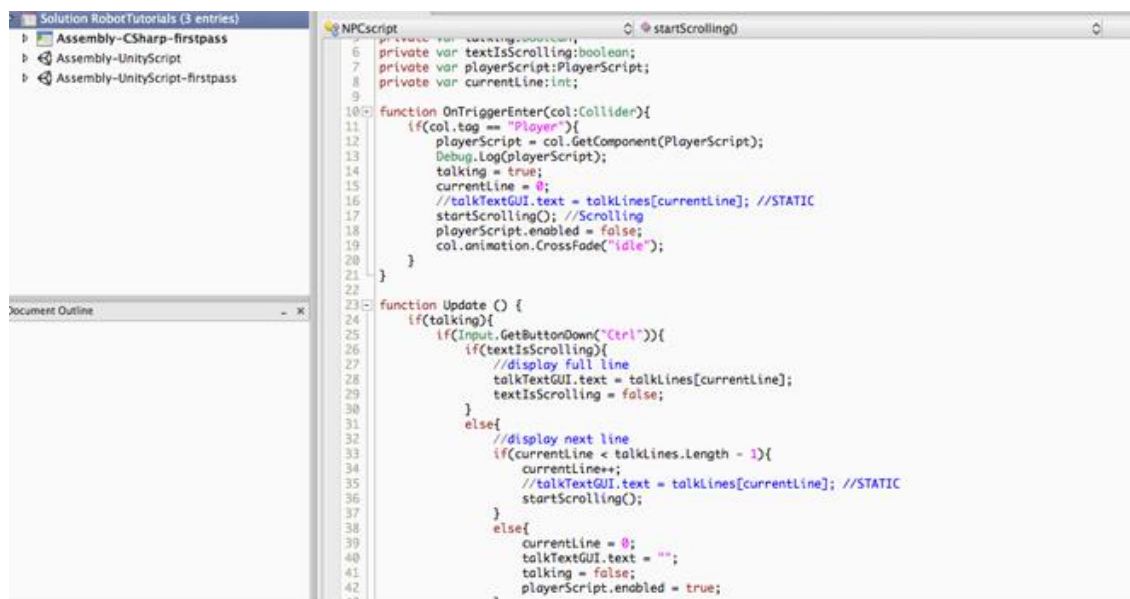 Solution RobotTutorials (3 entries)
Assembly-CSharp-firstpass
Assembly-UnityScript
Assembly-UnityScript-firstpass
Document Outline
NPCscript
startScrolling()
5 private var talking:boolean;
6 private var textIsScrolling:boolean;
7 private var playerScript:PlayerScript;
8 private var currentLine:int;
9
10 function OnTriggerEnter(col:Collider){
11 if(col.tag == "Player"){
12 playerScript = col.GetComponent(PlayerScript);
13 Debug.Log(playerScript);
14 talking = true;
15 currentLine = 0;
16 //talkTextGUI.text = talkLines[currentLine]; //STATIC
17 startScrolling(); //Scrolling
18 playerScript.enabled = false;
19 col.animation.CrossFade("idle");
20 }
21 }
22
23 function Update () {
24 if(talking){
25 if(Input.GetButtonDown("Ctrl")){
26 if(textIsScrolling){
27 //display full line
28 talkTextGUI.text = talkLines[currentLine];
29 textIsScrolling = false;
30 }
31 else{
32 //display next line
33 if(currentLine < talkLines.Length - 1){
34 currentLine++;
35 //talkTextGUI.text = talkLines[currentLine]; //STATIC
36 startScrolling();
37 }
38 else{
39 currentLine = 0;
40 talkTextGUI.text = "";
41 talking = false;
42 playerScript.enabled = true;